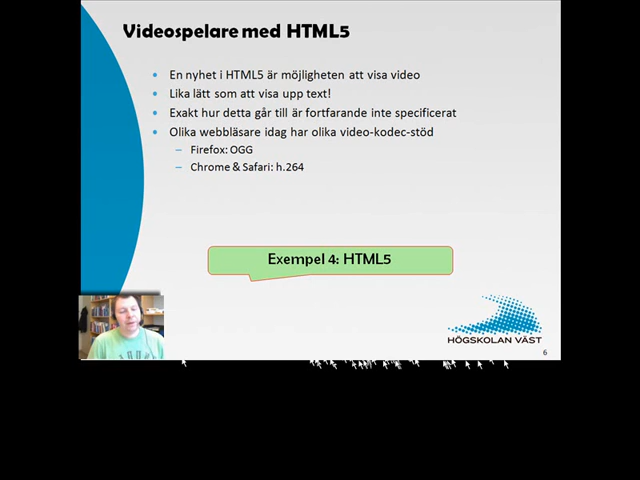 Videospelare med HTML5
En nyhet i HTML5 är möjligheten att visa video
Lika lätt som att visa upp text!
Exakt hur detta går till är fortfarande inte specificerat
Olika webbläsare idag har olika video-kodec-stöd
Firefox: OGG
Chrome & Safari: h.264
Exempel 4: HTML5
HÖGSKOLAN VÄST
6